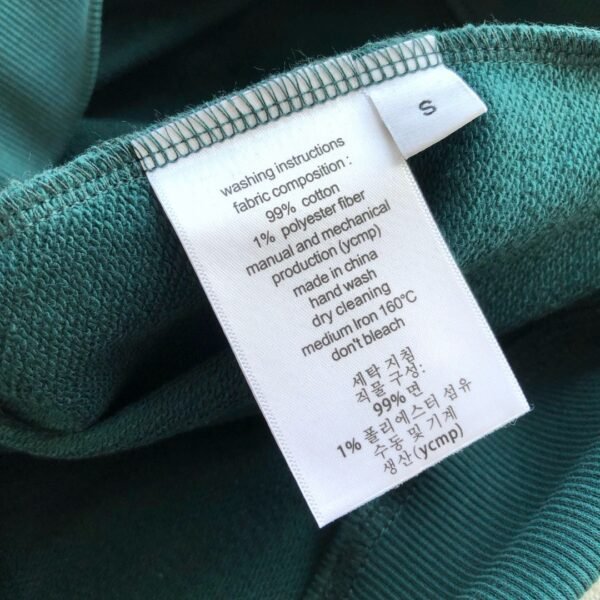 S
washing instructions
fabric composition :
99% cotton
1% polyester fiber
manual and mechanical
production (ycmp)
made in china
hand wash
dry cleaning
medium Iron 160°C
don't bleach
세탁 지침
직물 구성:
99% 면
1% 폴리에스터 섬유
수동 및 기계
생산(ycmp)